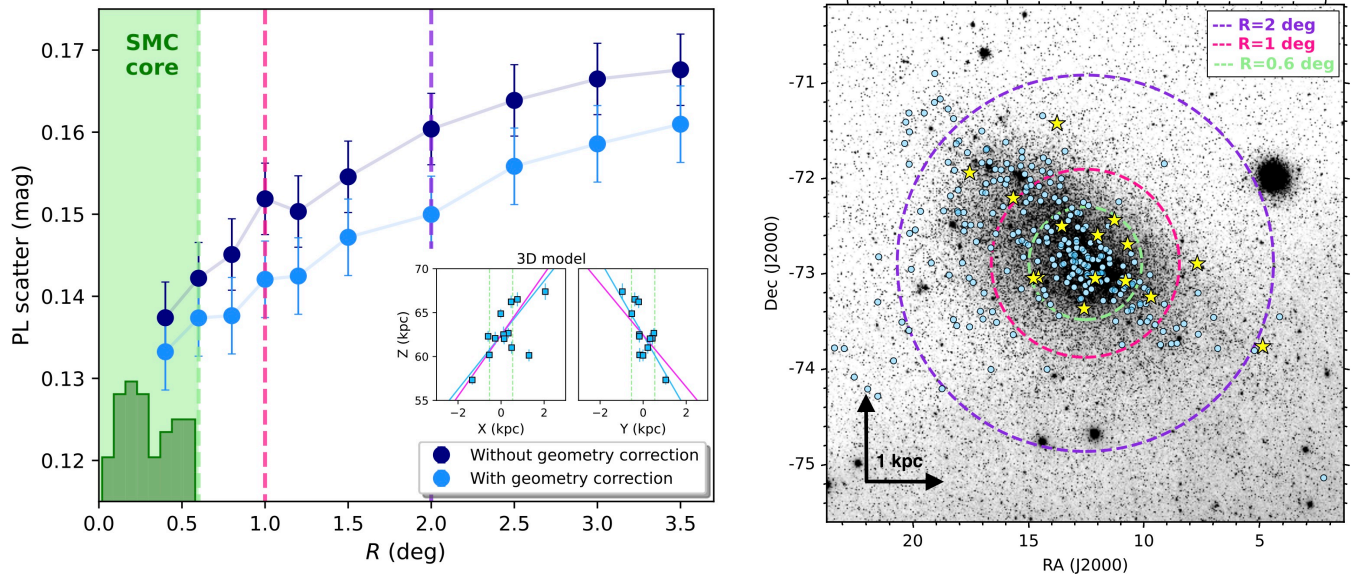 SMC
core
0.17
0.16
0.15
0.14
0.13
0.12
PL scatter (mag)
0.0
0.5
1.0
1.5
2.0
2.5
3.0
3.5
R (deg)
3D model
70
65
60
55
Z (kpc)
−2
0
2
X (kpc)
−2
0
2
Y (kpc)
Without geometry correction
With geometry correction
R=2 deg
R=1 deg
R=0.6 deg
-71
-72
-73
-74
-75
Dec (J2000)
1 kpc
20
15
10
5
RA (J2000)